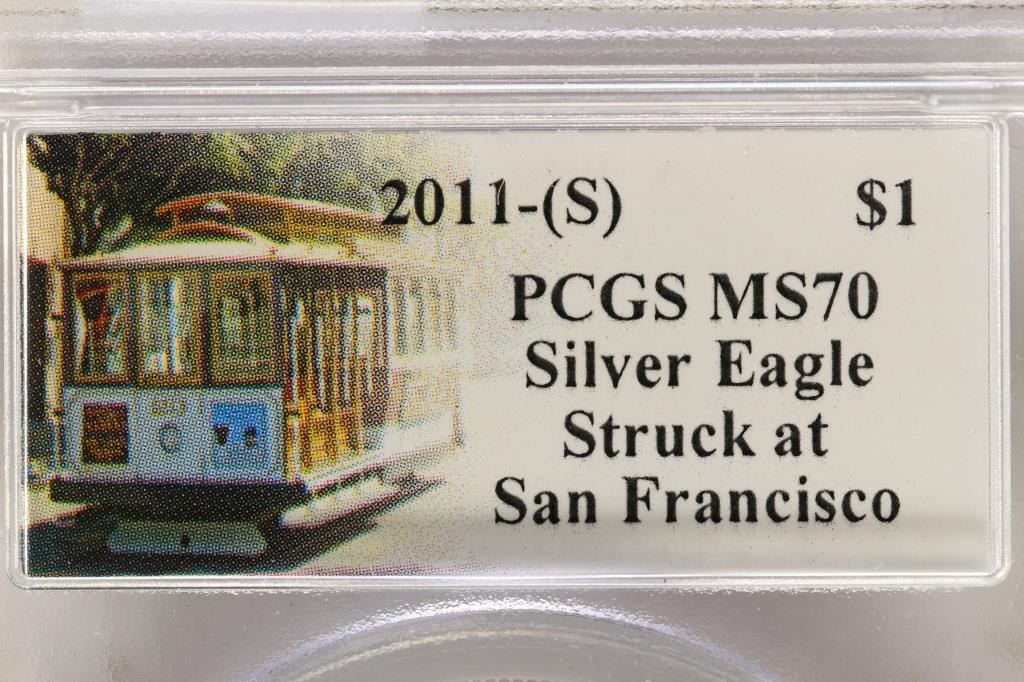 2011-(S) $1
PCGS MS70
Silver Eagle
Struck at
San Francisco